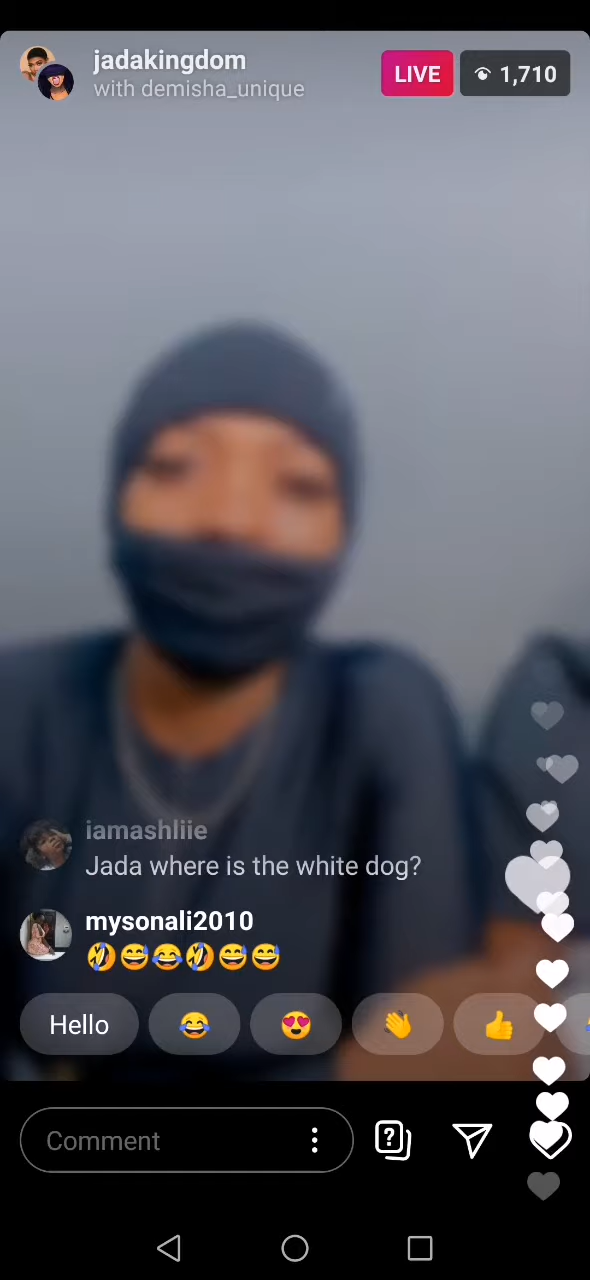 jadakingdom
with demisha_unique
LIVE
1,710
iamashliie
Jada where is the white dog?
mysonali2010
🤣😅😂🤣😅😅
Hello
Comment